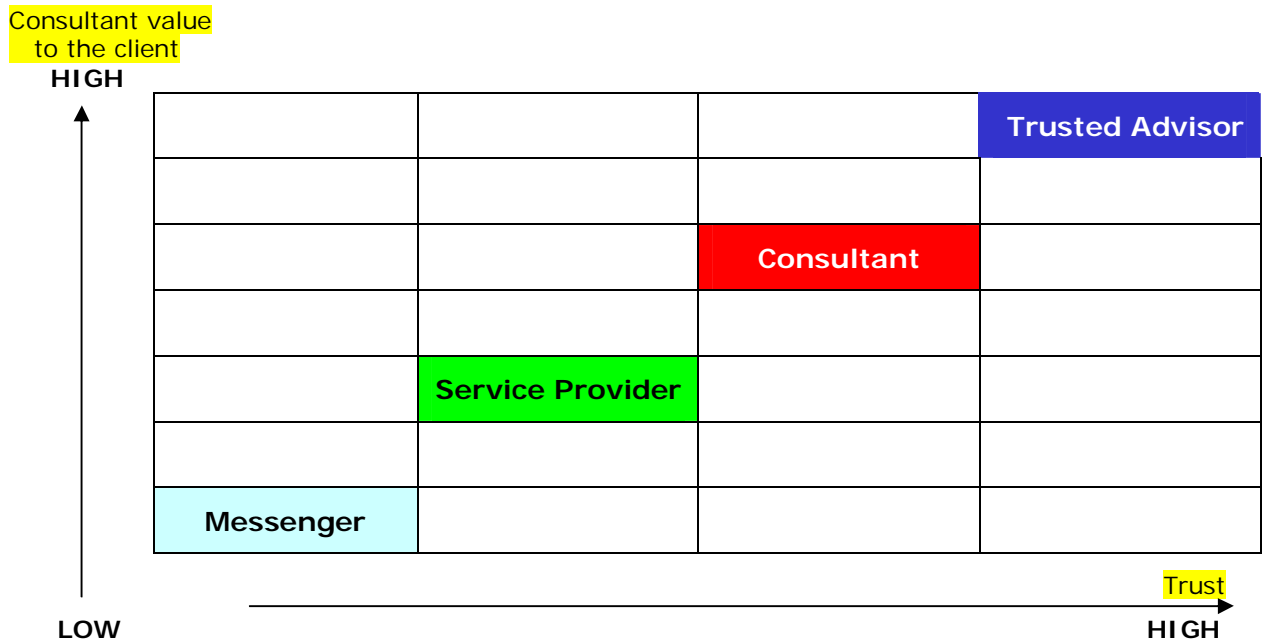 Consultant value
to the client
HIGH
Trusted Advisor
Consultant
Service Provider
Messenger
Trust
LOW
HIGH